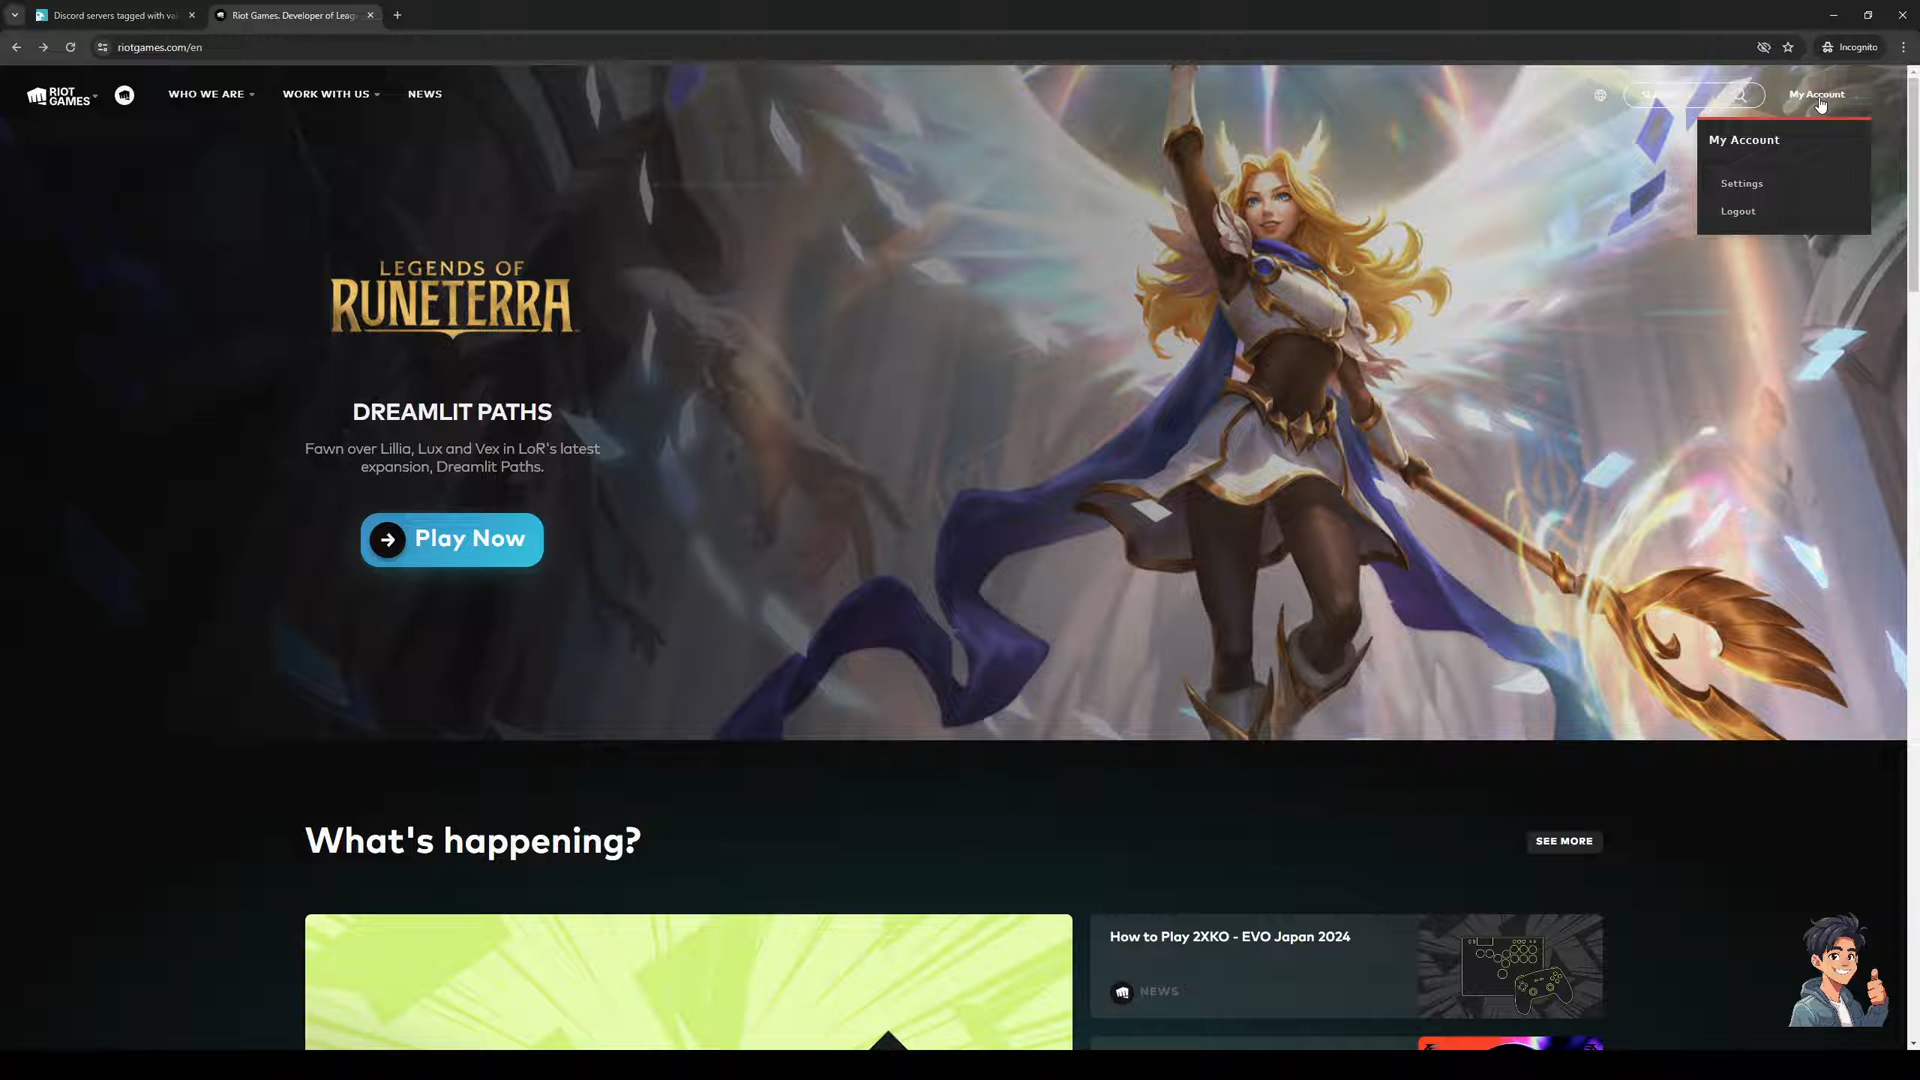 Discord servers tagged with va
Riot Games. Developer of Leag
riotgames.com/en
Incognito
RIOT GAMES
WHO WE ARE
WORK WITH US
NEWS
My Account
My Account
Settings
Logout
LEGENDS OF
RUNETERRA
DREAMLIT PATHS
Fawn over Lillia, Lux and Vex in LoR's latest
expansion, Dreamlit Paths.
Play Now
What's happening?
SEE MORE
How to Play 2XKO - EVO Japan 2024
NEWS